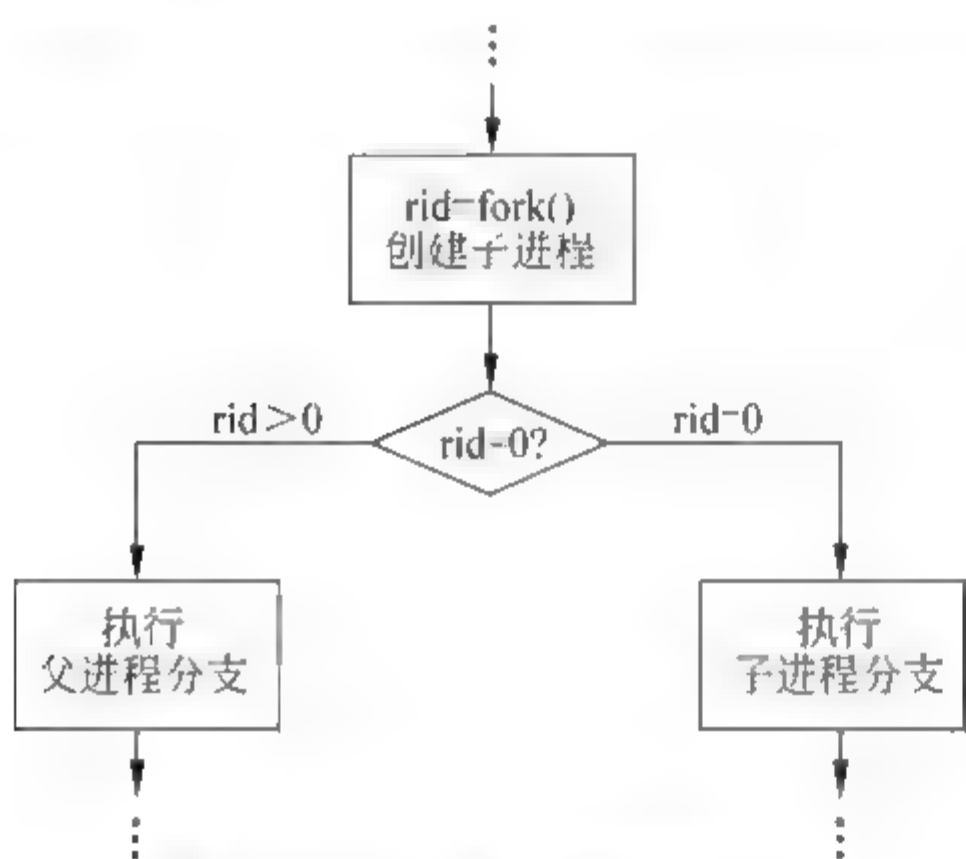 rid=fork()
创建子进程
rid>0
rid=0?
rid=0
执行
父进程分支
执行
子进程分支